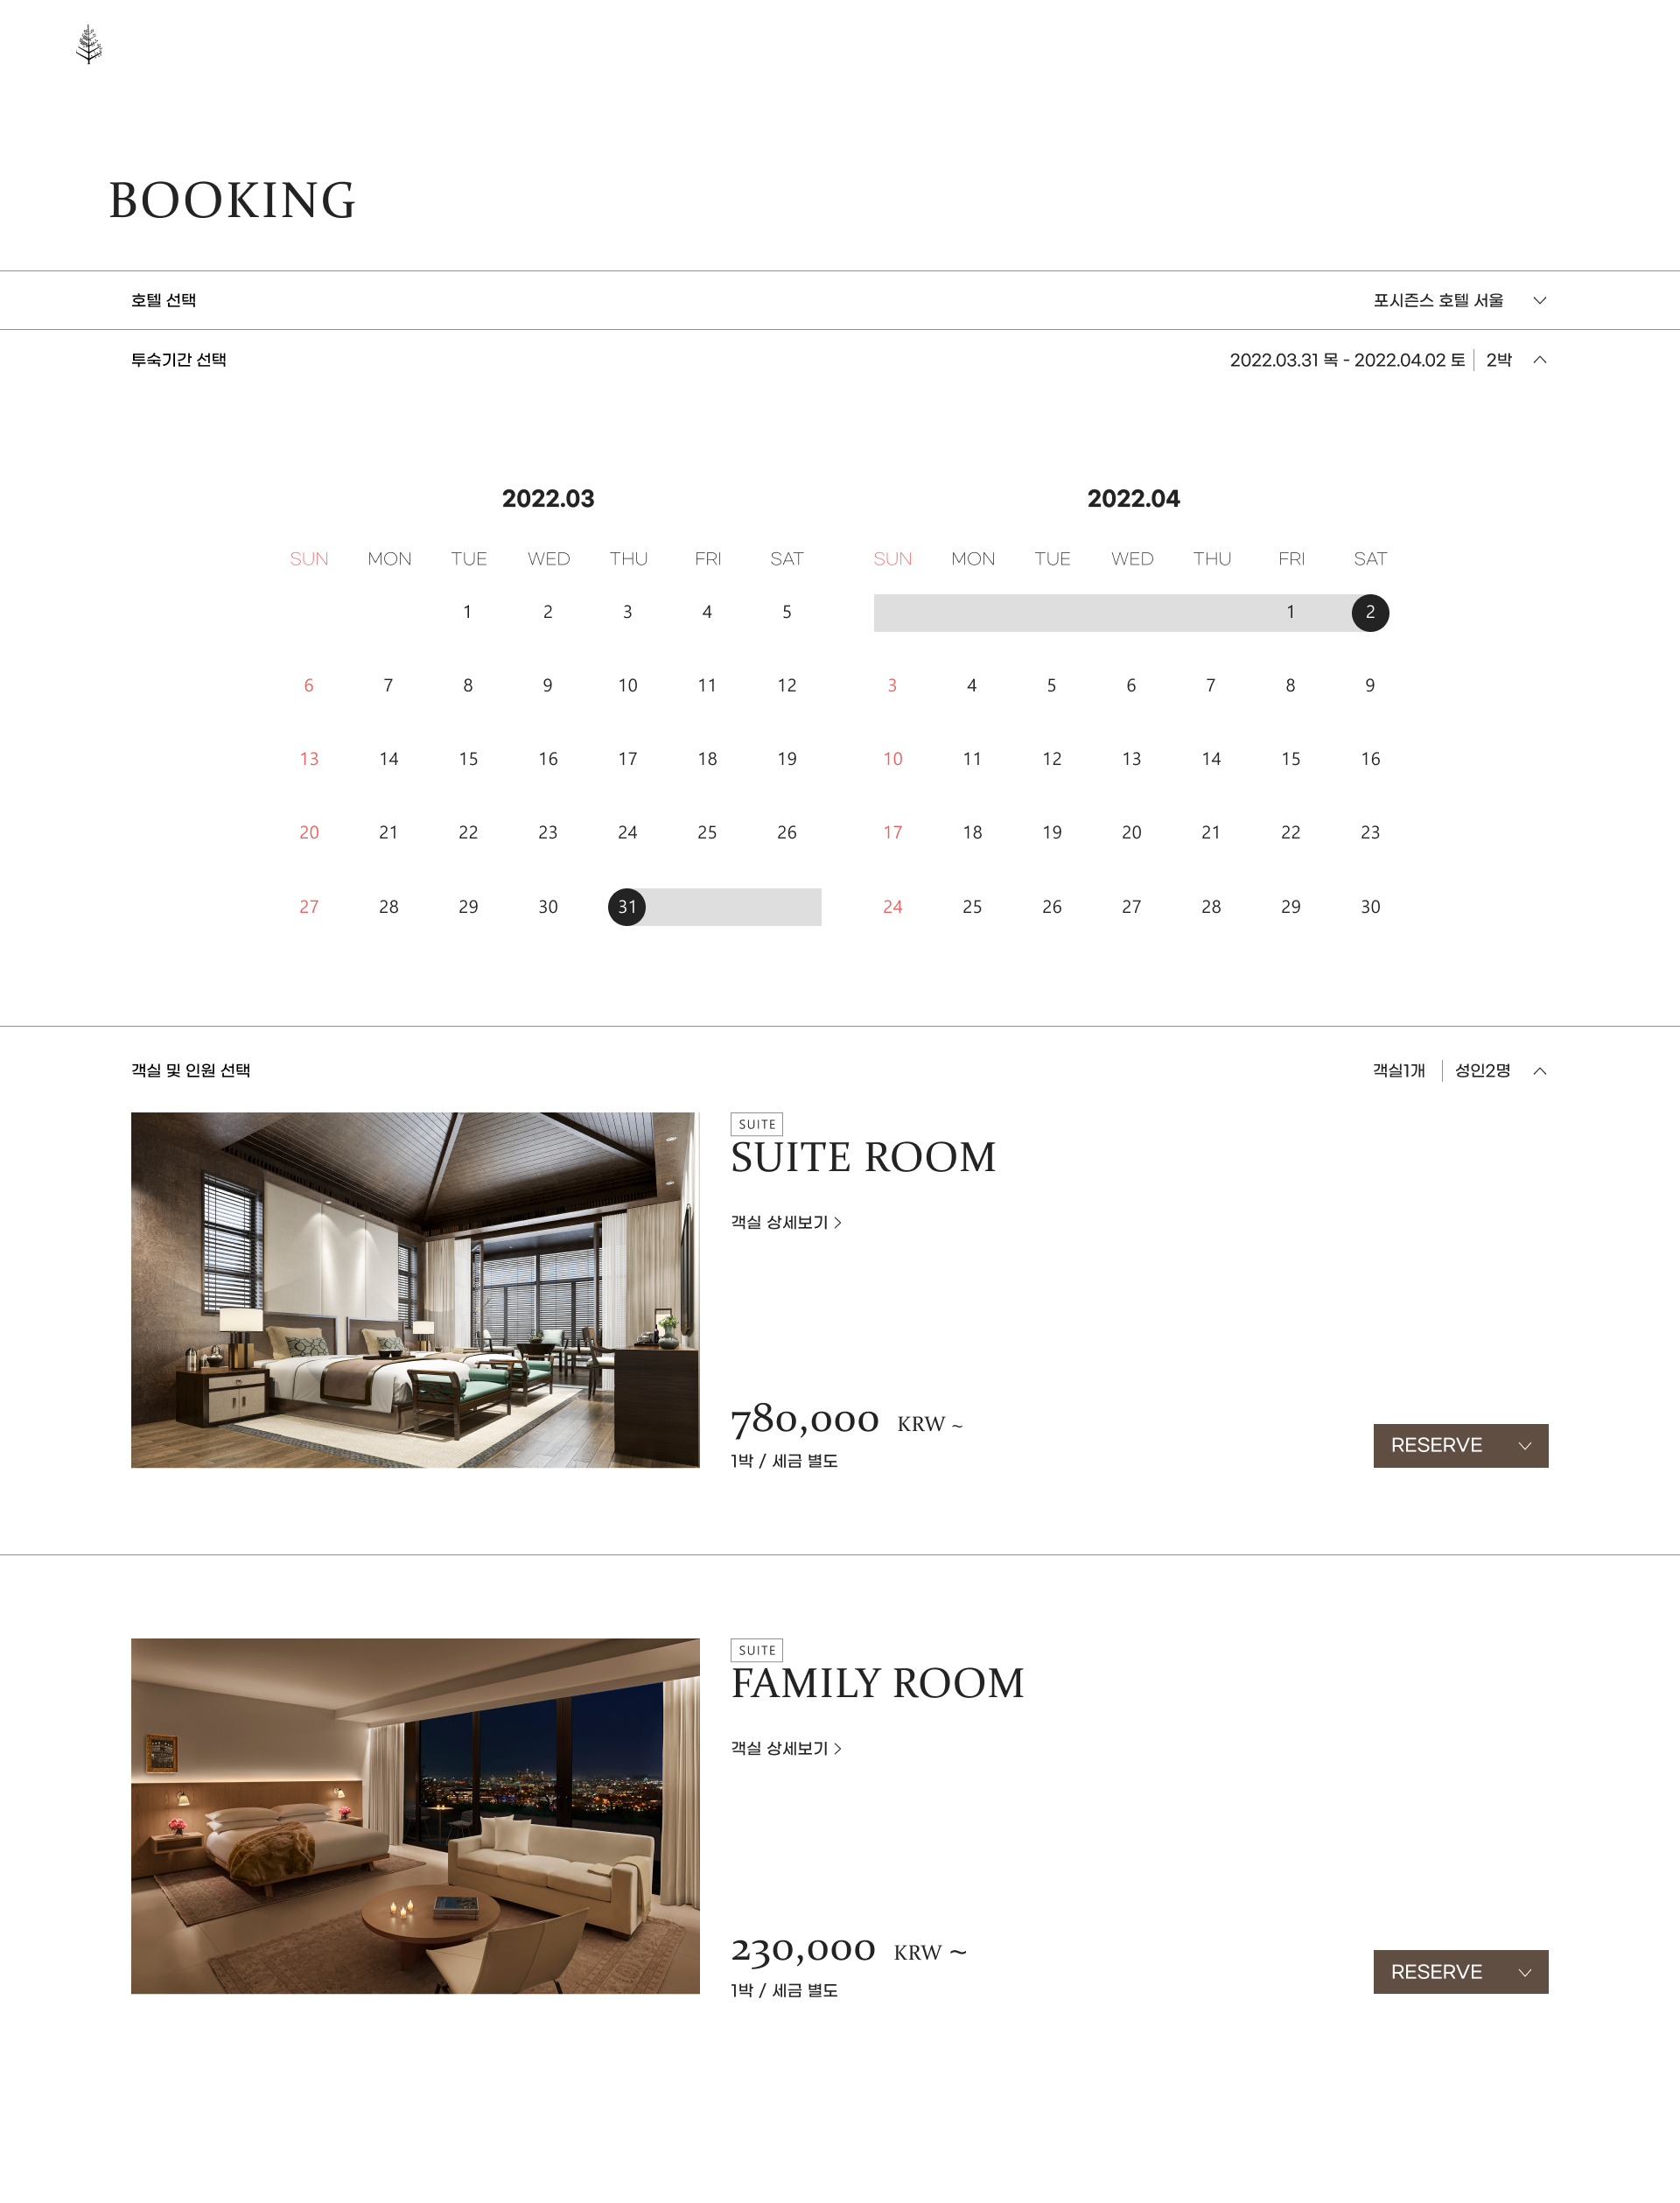 BOOKING
호텔 선택 포시즌스 호텔 서울
투숙기간 선택 2022.03.31 목 - 2022.04.02 토 2박
2022.03
SUN MON TUE WED THU FRI SAT
1 2 3 4 5
6 7 8 9 10 11 12
13 14 15 16 17 18 19
20 21 22 23 24 25 26
27 28 29 30 31
2022.04
SUN MON TUE WED THU FRI SAT
1 2
3 4 5 6 7 8 9
10 11 12 13 14 15 16
17 18 19 20 21 22 23
24 25 26 27 28 29 30
객실 및 인원 선택 객실1개 성인2명
SUITE
SUITE ROOM
객실 상세보기 >
780,000 KRW ~
1박 / 세금 별도
RESERVE
SUITE
FAMILY ROOM
객실 상세보기 >
230,000 KRW ~
1박 / 세금 별도
RESERVE